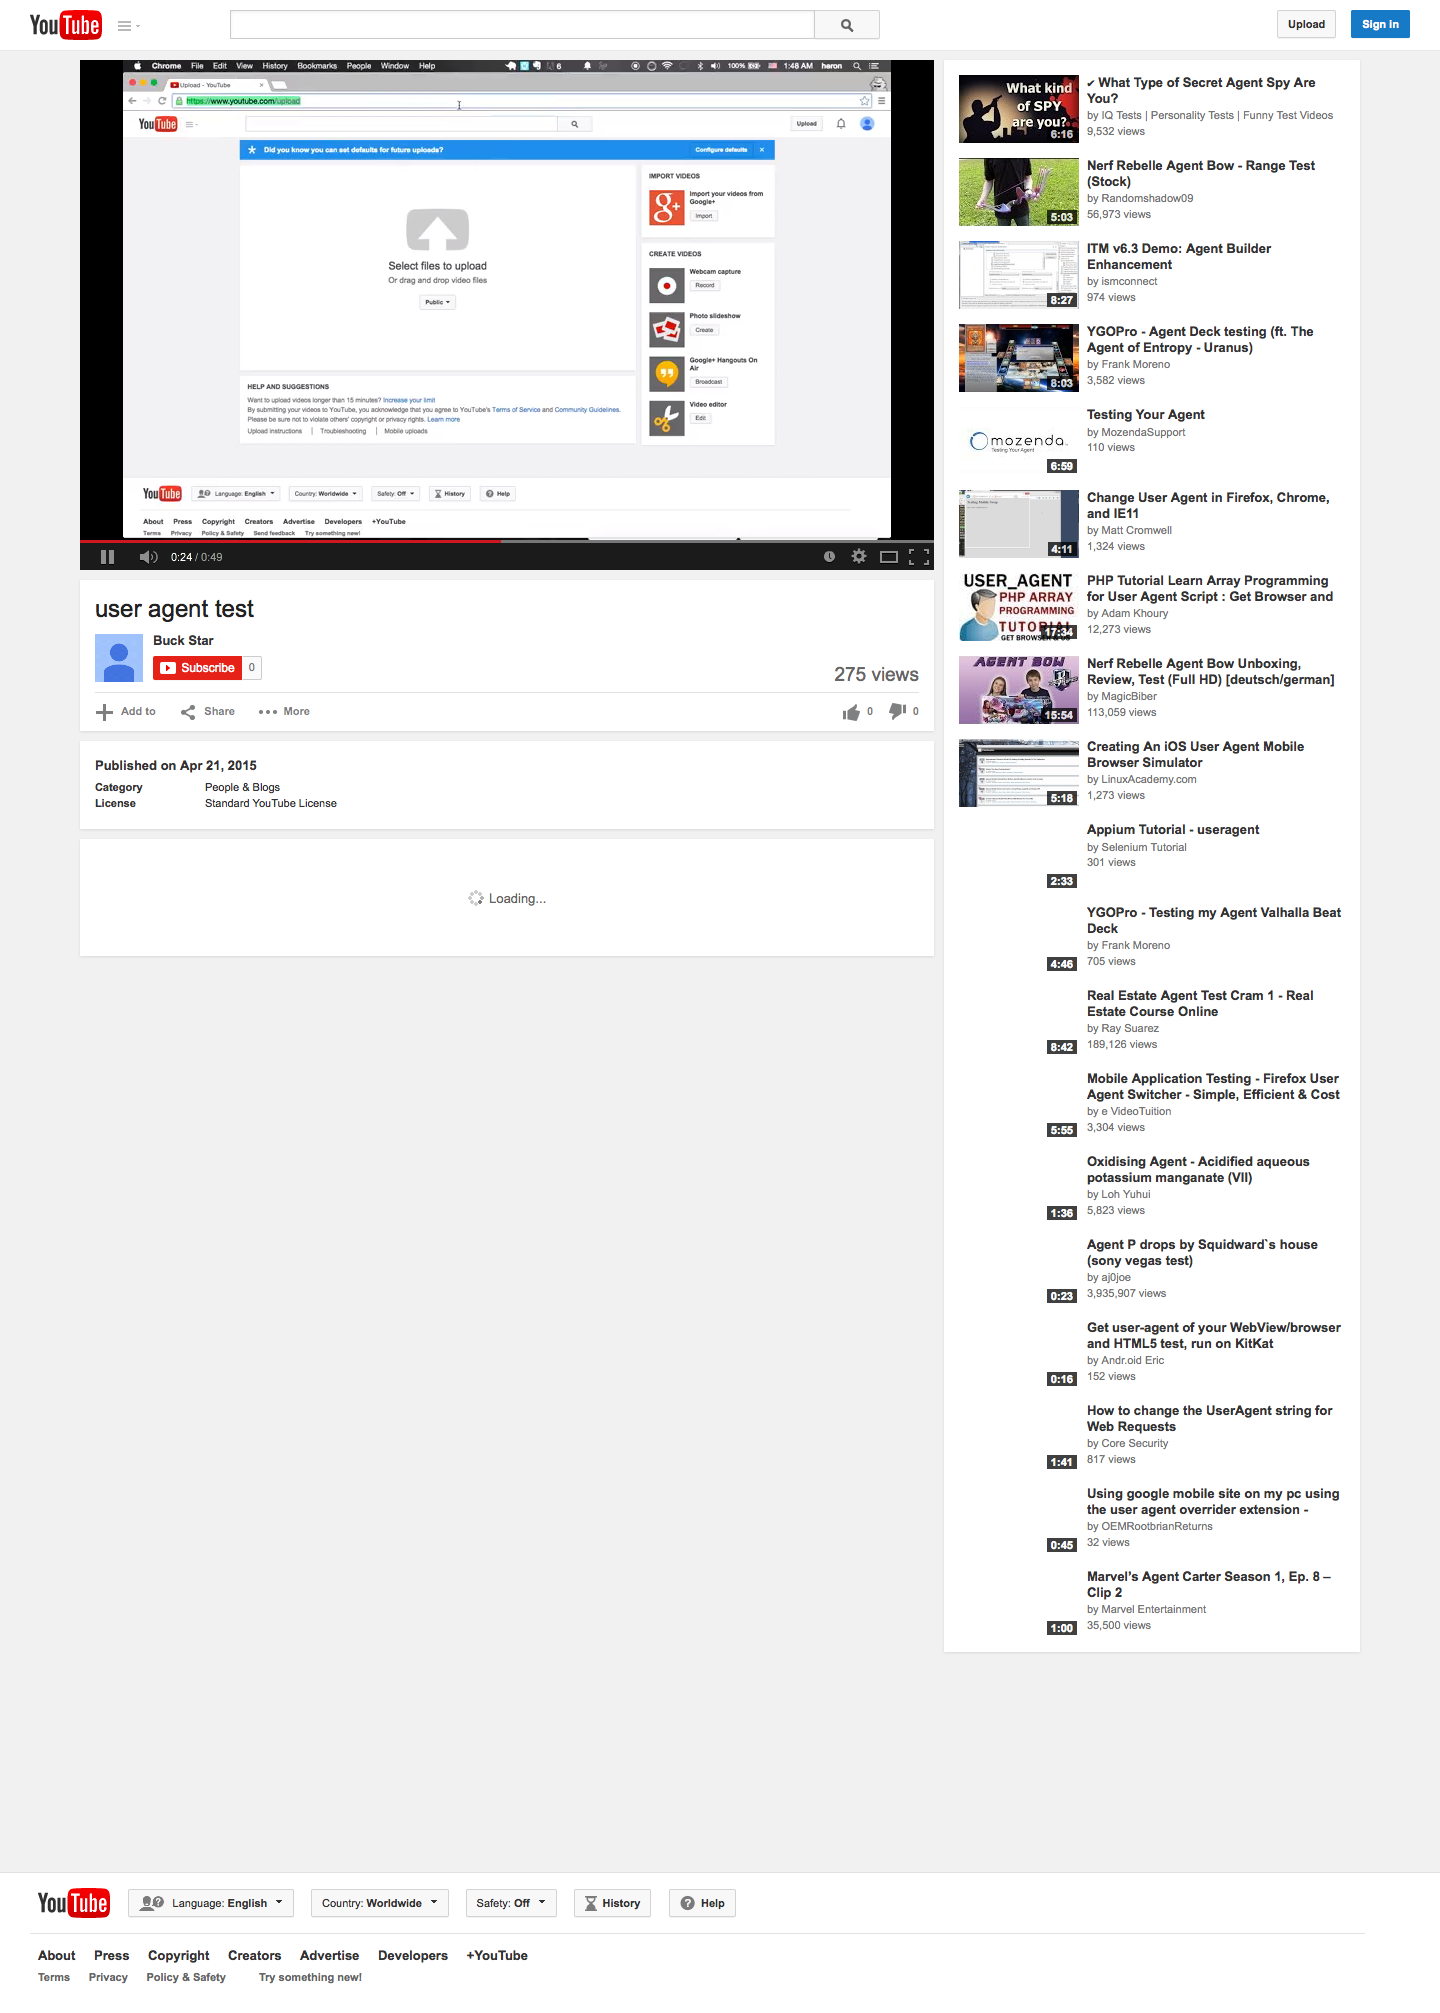 YouTube
Upload
Sign in
Chrome File Edit View History Bookmarks People Window Help
6
100%
1:48 AM heron
Upload - YouTube
https://www.youtube.com/upload
YouTube
Upload
Did you know you can set defaults for future uploads?
Configure defaults
Select files to upload
Or drag and drop video files
Public
IMPORT VIDEOS
Import your videos from
Google+
Import
CREATE VIDEOS
Webcam capture
Record
Photo slideshow
Create
Google+ Hangouts On
Air
Broadcast
Video editor
Edit
HELP AND SUGGESTIONS
Want to upload videos longer than 15 minutes? Increase your limit
By submitting your videos to YouTube, you acknowledge that you agree to YouTube's Terms of Service and Community Guidelines.
Please be sure not to violate others' copyright or privacy rights. Learn more
Upload instructions | Troubleshooting | Mobile uploads
YouTube
Language: English
Country: Worldwide
Safety: Off
History
Help
About Press Copyright Creators Advertise Developers +YouTube
Terms Privacy Policy & Safety Send feedback Try something new!
0:24 / 0:49
user agent test
Buck Star
Subscribe 0
275 views
Add to
Share
More
0 0
Published on Apr 21, 2015
Category People & Blogs
License Standard YouTube License
Loading...
What kind
of SPY
are you?
6:16
✔ What Type of Secret Agent Spy Are
You?
by IQ Tests | Personality Tests | Funny Test Videos
9,532 views
5:03
Nerf Rebelle Agent Bow - Range Test
(Stock)
by Randomshadow09
56,973 views
8:27
ITM v6.3 Demo: Agent Builder
Enhancement
by ismconnect
974 views
8:03
YGOPro - Agent Deck testing (ft. The
Agent of Entropy - Uranus)
by Frank Moreno
3,582 views
mozenda
Testing Your Agent
6:59
Testing Your Agent
by MozendaSupport
110 views
4:11
Change User Agent in Firefox, Chrome,
and IE11
by Matt Cromwell
1,324 views
USER_AGENT
PHP ARRAY
PROGRAMMING
TUTORIAL
GET BROWSER & OS
17:34
PHP Tutorial Learn Array Programming
for User Agent Script : Get Browser and
by Adam Khoury
12,273 views
AGENT BOW
15:54
Nerf Rebelle Agent Bow Unboxing,
Review, Test (Full HD) [deutsch/german]
by MagicBiber
113,059 views
5:18
Creating An iOS User Agent Mobile
Browser Simulator
by LinuxAcademy.com
1,273 views
2:33
Appium Tutorial - useragent
by Selenium Tutorial
301 views
4:46
YGOPro - Testing my Agent Valhalla Beat
Deck
by Frank Moreno
705 views
8:42
Real Estate Agent Test Cram 1 - Real
Estate Course Online
by Ray Suarez
189,126 views
5:55
Mobile Application Testing - Firefox User
Agent Switcher - Simple, Efficient & Cost
by e VideoTuition
3,304 views
1:36
Oxidising Agent - Acidified aqueous
potassium manganate (VII)
by Loh Yuhui
5,823 views
0:23
Agent P drops by Squidward`s house
(sony vegas test)
by aj0joe
3,935,907 views
0:16
Get user-agent of your WebView/browser
and HTML5 test, run on KitKat
by Andr.oid Eric
152 views
1:41
How to change the UserAgent string for
Web Requests
by Core Security
817 views
0:45
Using google mobile site on my pc using
the user agent overrider extension -
by OEMRootbrianReturns
32 views
1:00
Marvel's Agent Carter Season 1, Ep. 8 –
Clip 2
by Marvel Entertainment
35,500 views
YouTube
Language: English
Country: Worldwide
Safety: Off
History
Help
About Press Copyright Creators Advertise Developers +YouTube
Terms Privacy Policy & Safety Try something new!